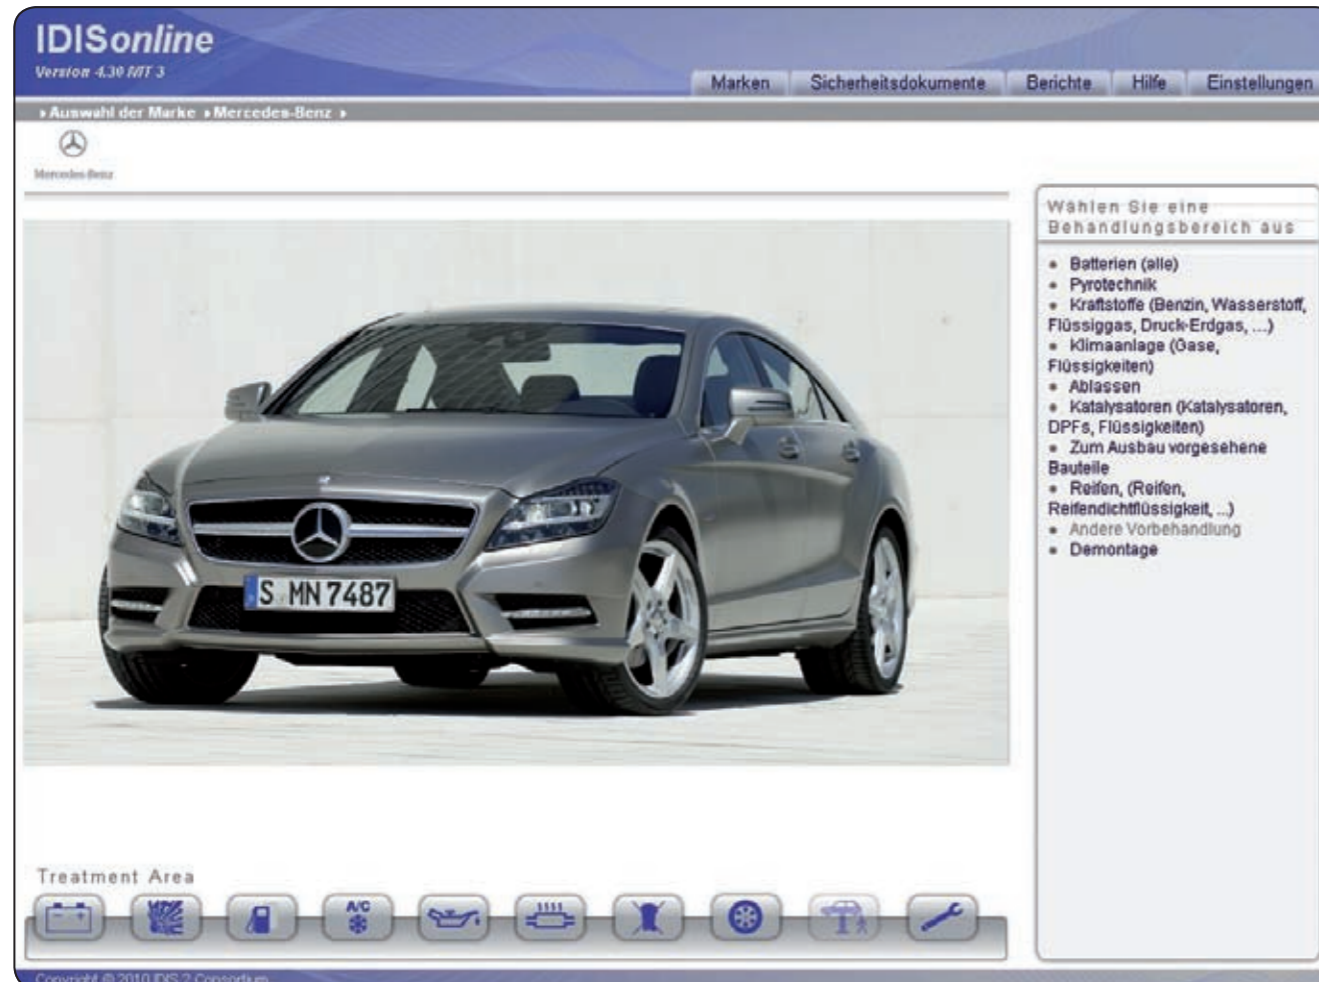 IDISonline
Version 4.30 MT 3
Marken Sicherheitsdokumente Berichte Hilfe Einstellungen
Auswahl der Marke Mercedes-Benz
Mercedes-Benz
Wählen Sie eine
Behandlungsbereich aus
Batterien (alle)
Pyrotechnik
Kraftstoffe (Benzin, Wasserstoff,
Flüssiggas, Druck-Erdgas, ...)
Klimaanlage (Gase,
Flüssigkeiten)
Ablassen
Katalysatoren (Katalysatoren,
DPFs, Flüssigkeiten)
Zum Ausbau vorgesehene
Bauteile
Reifen, (Reifen,
Reifendichtflüssigkeit, ...)
Andere Vorbehandlung
Demontage
S MN 7487
Treatment Area
A/C
Copyright © 2010 IDIS 2 Consortium